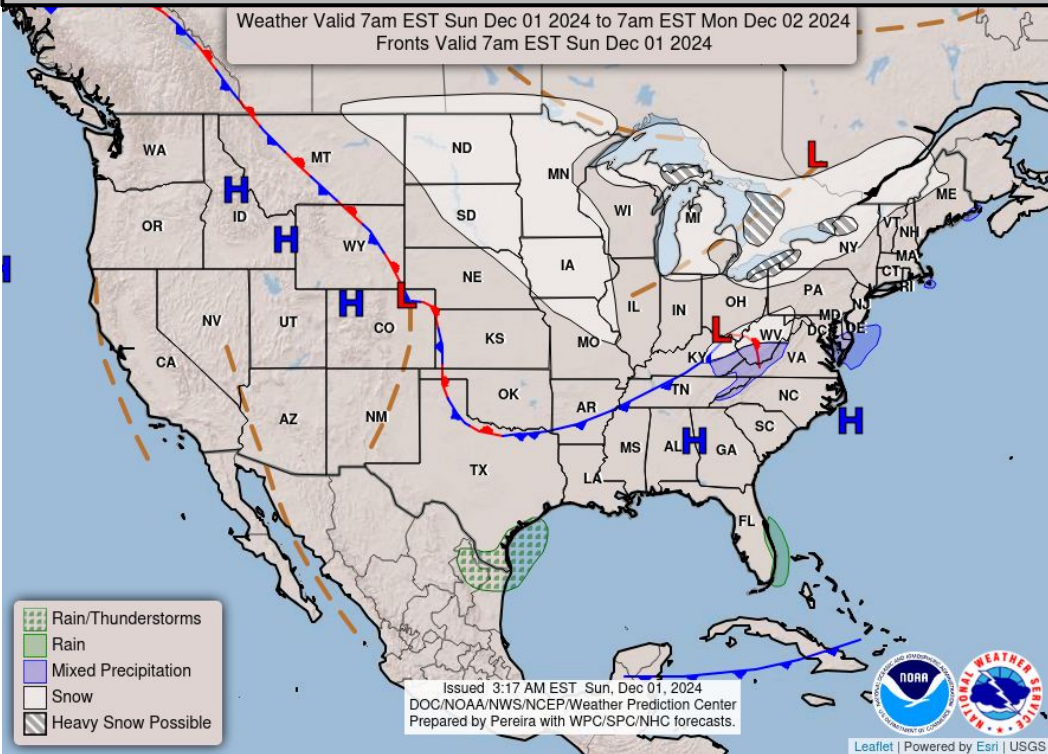 Weather Valid 7am EST Sun Dec 01 2024 to 7am EST Mon Dec 02 2024
Fronts Valid 7am EST Sun Dec 01 2024
WA
MT
ND
MN
L
ME
H
ID
OR
SD
WI
MI
VT
NH
NY
MA
CT
RI
H
H
WY
NE
IA
PA
NJ
H
L
IL
IN
OH
MD
DC
DE
NV
UT
CO
KS
MO
L
WV
KY
VA
CA
AZ
NM
OK
AR
TN
NC
SC
H
TX
MS
AL
H
GA
LA
FL
Rain/Thunderstorms
Rain
Mixed Precipitation
Snow
Heavy Snow Possible
Issued 3:17 AM EST Sun, Dec 01, 2024
DOC/NOAA/NWS/NCEP/Weather Prediction Center
Prepared by Pereira with WPC/SPC/NHC forecasts.
NOAA
NATIONAL WEATHER SERVICE
Leaflet | Powered by Esri | USGS